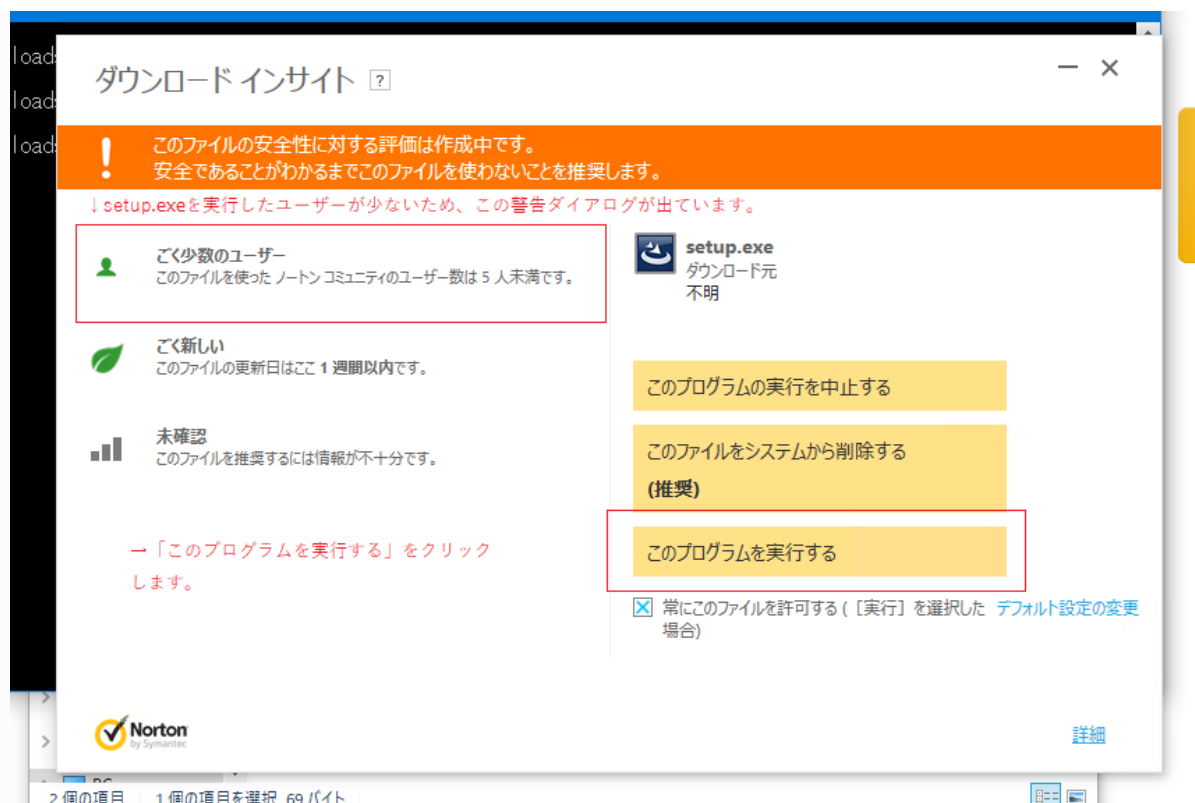 load
load
load
ダウンロード インサイト ?
このファイルの安全性に対する評価は作成中です。
安全であることがわかるまでこのファイルを使わないことを推奨します。
↓setup.exeを実行したユーザーが少ないため、この警告ダイアログが出ています。
ごく少数のユーザー
このファイルを使った ノートン コミュニティのユーザー数は 5 人未満です。
ごく新しい
このファイルの更新日はここ 1 週間以内です。
未確認
このファイルを推奨するには情報が不十分です。
→「このプログラムを実行する」をクリック
します。
setup.exe
ダウンロード元
不明
このプログラムの実行を中止する
このファイルをシステムから削除する
(推奨)
このプログラムを実行する
常にこのファイルを許可する (［実行］を選択した デフォルト設定の変更
場合)
Norton
by Symantec
詳細
PC
2 個の項目 1 個の項目を選択 69 バイト